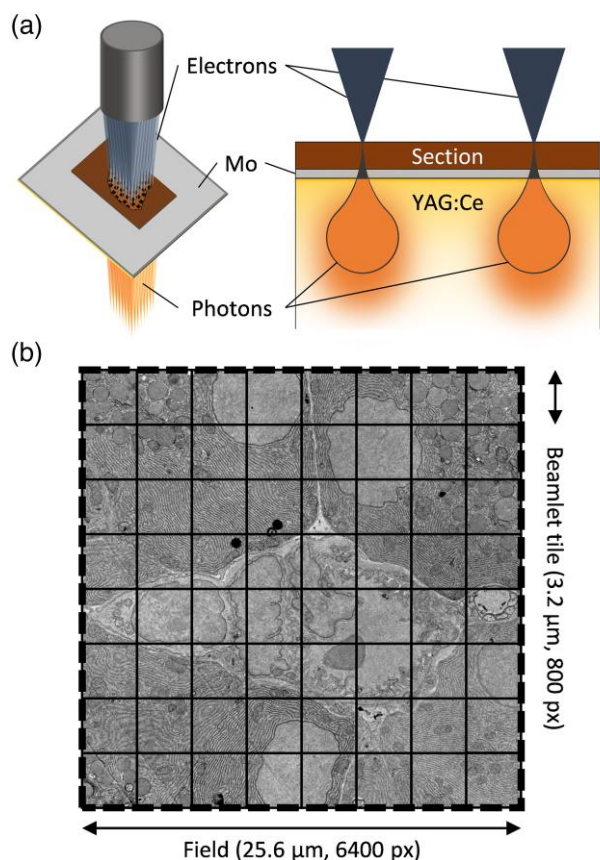 (a)
Electrons
Mo
Section
YAG:Ce
Photons
(b)
Beamlet tile (3.2 μm, 800 px)
Field (25.6 μm, 6400 px)